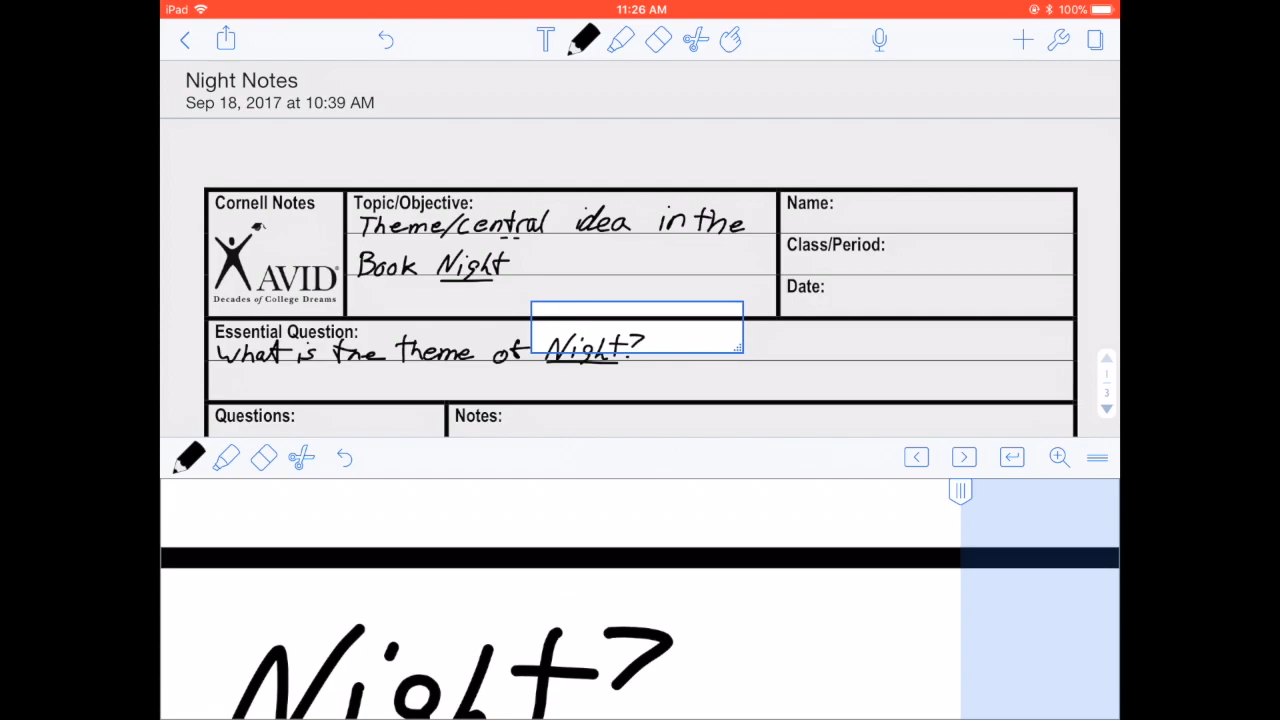 iPad 11:26 AM 100%
T
Night Notes
Sep 18, 2017 at 10:39 AM
Cornell Notes
AVID
Decades of College Dreams
Topic/Objective:
Theme/Central idea in the
Book Night
Name:
Class/Period:
Date:
Essential Question:
What is the theme of Night?
1
3
Questions:
Notes:
Night?